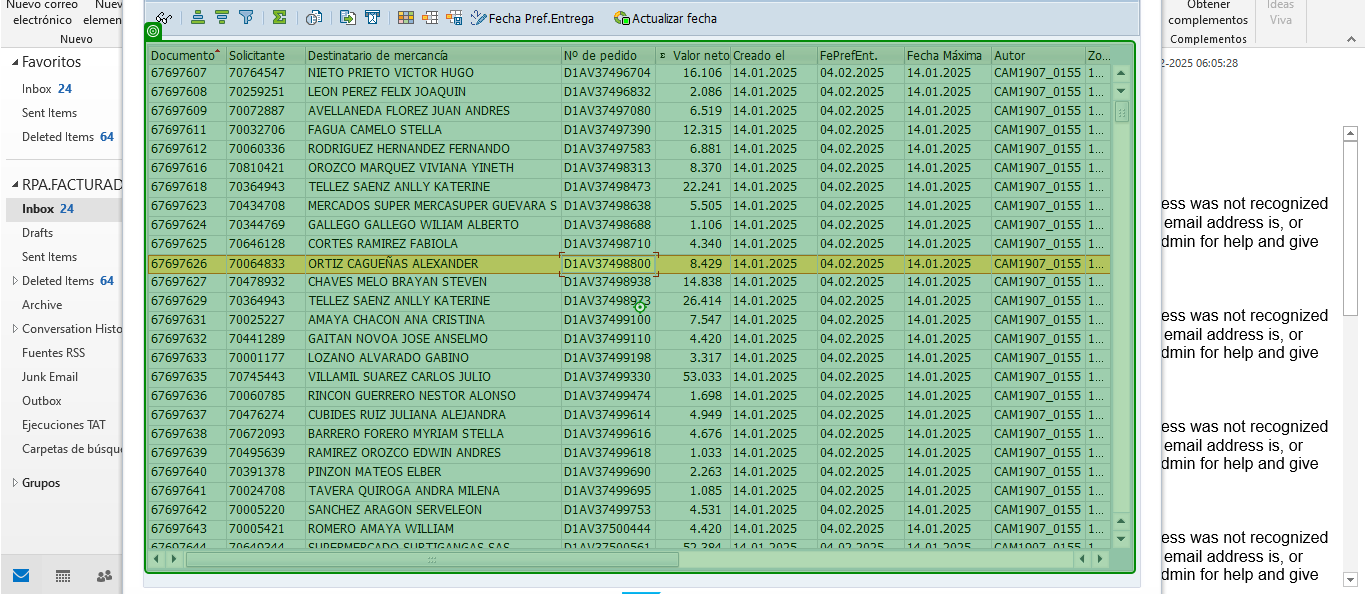 Nuevo correo
electrónico
elemen
Nuevo
Favoritos
Inbox 24
Sent Items
Deleted Items 64
RPA.FACTURAD
Inbox 24
Drafts
Sent Items
Deleted Items 64
Archive
Conversation Histo
Fuentes RSS
Junk Email
Outbox
Ejecuciones TAT
Carpetas de búsque
Grupos
Fecha Pref.Entrega Actualizar fecha
Documento Solicitante Destinatario de mercancía Nº de pedido Σ Valor neto Creado el FePrefEnt. Fecha Máxima Autor Zo...
67697607 70764547 NIETO PRIETO VICTOR HUGO D1AV37496704 16.106 14.01.2025 04.02.2025 14.01.2025 CAM1907_0155 1...
67697608 70259251 LEON PEREZ FELIX JOAQUIN D1AV37496832 2.086 14.01.2025 04.02.2025 14.01.2025 CAM1907_0155 1...
67697609 70072887 AVELLANEDA FLOREZ JUAN ANDRES D1AV37497080 6.519 14.01.2025 04.02.2025 14.01.2025 CAM1907_0155 1...
67697611 70032706 FAGUA CAMELO STELLA D1AV37497390 12.315 14.01.2025 04.02.2025 14.01.2025 CAM1907_0155 1...
67697612 70060336 RODRIGUEZ HERNANDEZ FERNANDO D1AV37497583 6.881 14.01.2025 04.02.2025 14.01.2025 CAM1907_0155 1...
67697616 70810421 OROZCO MARQUEZ VIVIANA YINETH D1AV37498313 8.370 14.01.2025 04.02.2025 14.01.2025 CAM1907_0155 1...
67697618 70364943 TELLEZ SAENZ ANLLY KATERINE D1AV37498473 22.241 14.01.2025 04.02.2025 14.01.2025 CAM1907_0155 1...
67697623 70434708 MERCADOS SUPER MERCASUPER GUEVARA S D1AV37498638 5.505 14.01.2025 04.02.2025 14.01.2025 CAM1907_0155 1...
67697624 70344769 GALLEGO GALLEGO WILIAM ALBERTO D1AV37498688 1.106 14.01.2025 04.02.2025 14.01.2025 CAM1907_0155 1...
67697625 70646128 CORTES RAMIREZ FABIOLA D1AV37498710 4.340 14.01.2025 04.02.2025 14.01.2025 CAM1907_0155 1...
67697626 70064833 ORTIZ CAGUEÑAS ALEXANDER D1AV37498800 8.429 14.01.2025 04.02.2025 14.01.2025 CAM1907_0155 1...
67697627 70478932 CHAVES MELO BRAYAN STEVEN D1AV37498938 14.838 14.01.2025 04.02.2025 14.01.2025 CAM1907_0155 1...
67697629 70364943 TELLEZ SAENZ ANLLY KATERINE D1AV37498973 26.414 14.01.2025 04.02.2025 14.01.2025 CAM1907_0155 1...
67697631 70025227 AMAYA CHACON ANA CRISTINA D1AV37499100 7.547 14.01.2025 04.02.2025 14.01.2025 CAM1907_0155 1...
67697632 70441289 GAITAN NOVOA JOSE ANSELMO D1AV37499110 4.420 14.01.2025 04.02.2025 14.01.2025 CAM1907_0155 1...
67697633 70001177 LOZANO ALVARADO GABINO D1AV37499198 3.317 14.01.2025 04.02.2025 14.01.2025 CAM1907_0155 1...
67697635 70745443 VILLAMIL SUAREZ CARLOS JULIO D1AV37499330 53.033 14.01.2025 04.02.2025 14.01.2025 CAM1907_0155 1...
67697636 70060785 RINCON GUERRERO NESTOR ALONSO D1AV37499474 1.698 14.01.2025 04.02.2025 14.01.2025 CAM1907_0155 1...
67697637 70476274 CUBIDES RUIZ JULIANA ALEJANDRA D1AV37499614 4.949 14.01.2025 04.02.2025 14.01.2025 CAM1907_0155 1...
67697638 70672093 BARRERO FORERO MYRIAM STELLA D1AV37499616 4.676 14.01.2025 04.02.2025 14.01.2025 CAM1907_0155 1...
67697639 70495639 RAMIREZ OROZCO EDWIN ANDRES D1AV37499618 1.033 14.01.2025 04.02.2025 14.01.2025 CAM1907_0155 1...
67697640 70391378 PINZON MATEOS ELBER D1AV37499690 2.263 14.01.2025 04.02.2025 14.01.2025 CAM1907_0155 1...
67697641 70024708 TAVERA QUIROGA ANDRA MILENA D1AV37499695 1.085 14.01.2025 04.02.2025 14.01.2025 CAM1907_0155 1...
67697642 70005220 SANCHEZ ARAGON SERVELEON D1AV37499753 4.531 14.01.2025 04.02.2025 14.01.2025 CAM1907_0155 1...
67697643 70005421 ROMERO AMAYA WILLIAM D1AV37500444 4.420 14.01.2025 04.02.2025 14.01.2025 CAM1907_0155 1...
67697644 70649344 SUPERMERCADO SURTIGANGAS SAS D1AV37500561 52.384 14.01.2025 04.02.2025 14.01.2025 CAM1907_0155 1...
Obtener
complementos
Complementos
Ideas
Viva
2-2025 06:05:28
ess was not recognized
email address is, or
dmin for help and give
ess was not recognized
email address is, or
dmin for help and give
ess was not recognized
email address is, or
dmin for help and give
ess was not recognized
email address is, or
dmin for help and give